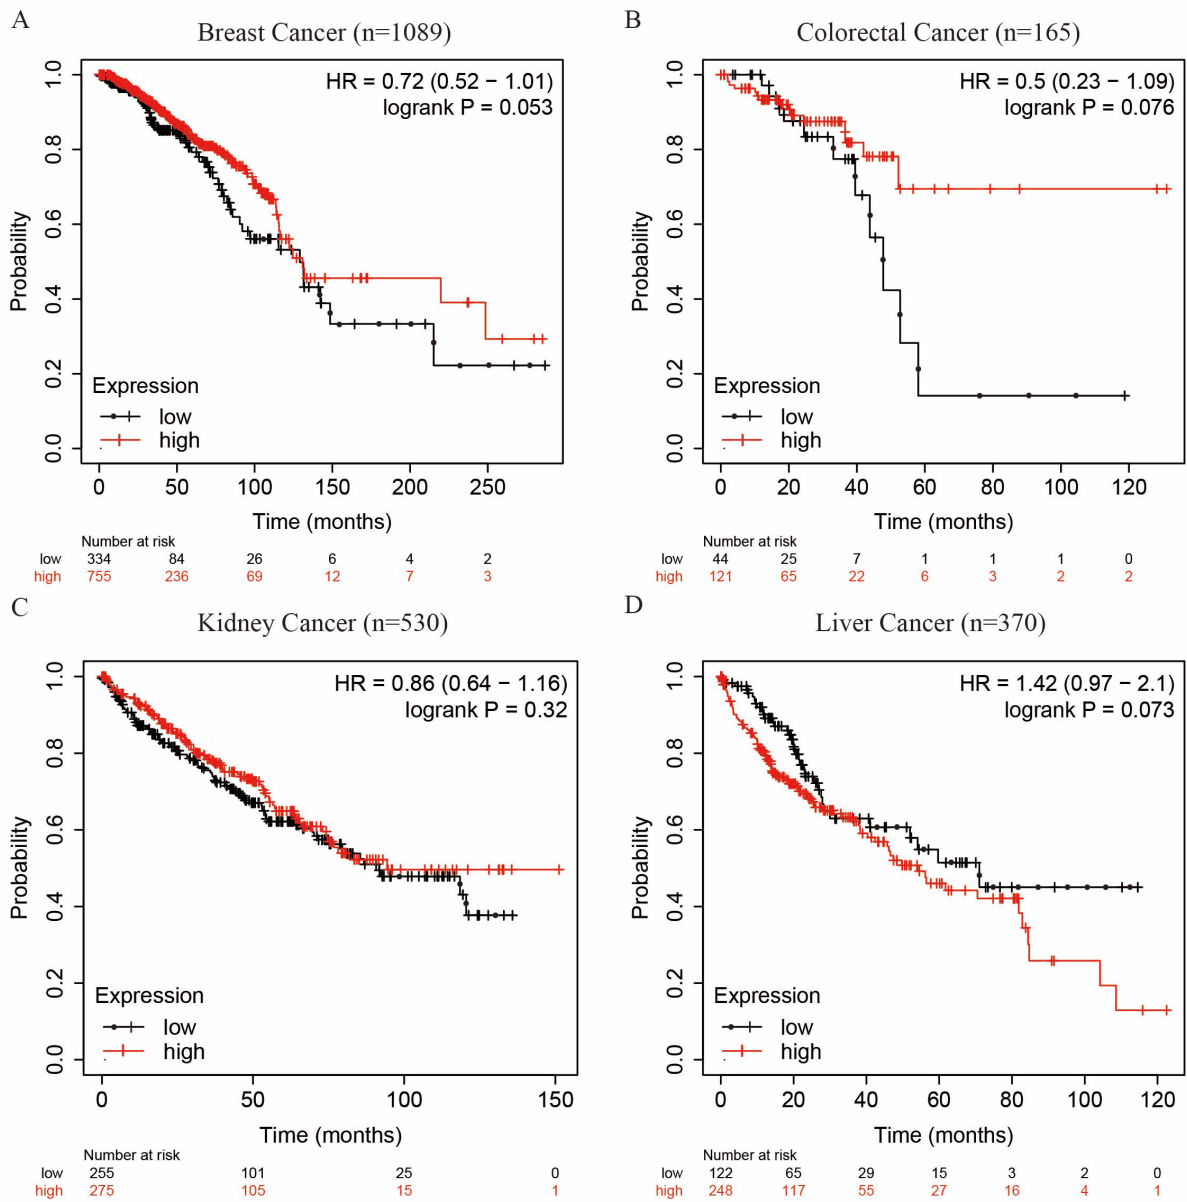 A
Breast Cancer (n=1089)
HR = 0.72 (0.52 − 1.01)
logrank P = 0.053
Probability
1.0
0.8
0.6
0.4
0.2
0.0
Expression
low
high
0 50 100 150 200 250
Time (months)
Number at risk
low 334 84 26 6 4 2
high 755 236 69 12 7 3
B
Colorectal Cancer (n=165)
HR = 0.5 (0.23 − 1.09)
logrank P = 0.076
Probability
1.0
0.8
0.6
0.4
0.2
0.0
Expression
low
high
0 20 40 60 80 100 120
Time (months)
Number at risk
low 44 25 7 1 1 1 0
high 121 65 22 6 3 2 2
C
Kidney Cancer (n=530)
HR = 0.86 (0.64 − 1.16)
logrank P = 0.32
Probability
1.0
0.8
0.6
0.4
0.2
0.0
Expression
low
high
0 50 100 150
Time (months)
Number at risk
low 255 101 25 0
high 275 105 15 1
D
Liver Cancer (n=370)
HR = 1.42 (0.97 − 2.1)
logrank P = 0.073
Probability
1.0
0.8
0.6
0.4
0.2
0.0
Expression
low
high
0 20 40 60 80 100 120
Time (months)
Number at risk
low 122 65 29 15 3 2 0
high 248 117 55 27 16 4 1